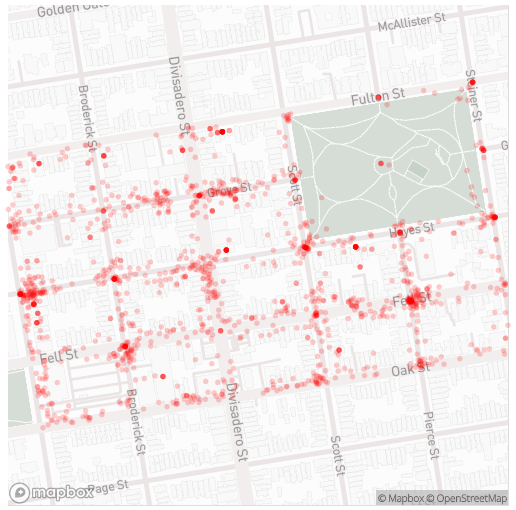 Golden Gate
McAllister St
Steiner St
Fulton St
Divisadero St
Broderick St
Scott St
Grove St
G
Hayes St
Fell St
Fell St
Oak St
Divisadero St
Broderick St
Pierce St
Scott St
Page St
mapbox
© Mapbox © OpenStreetMap